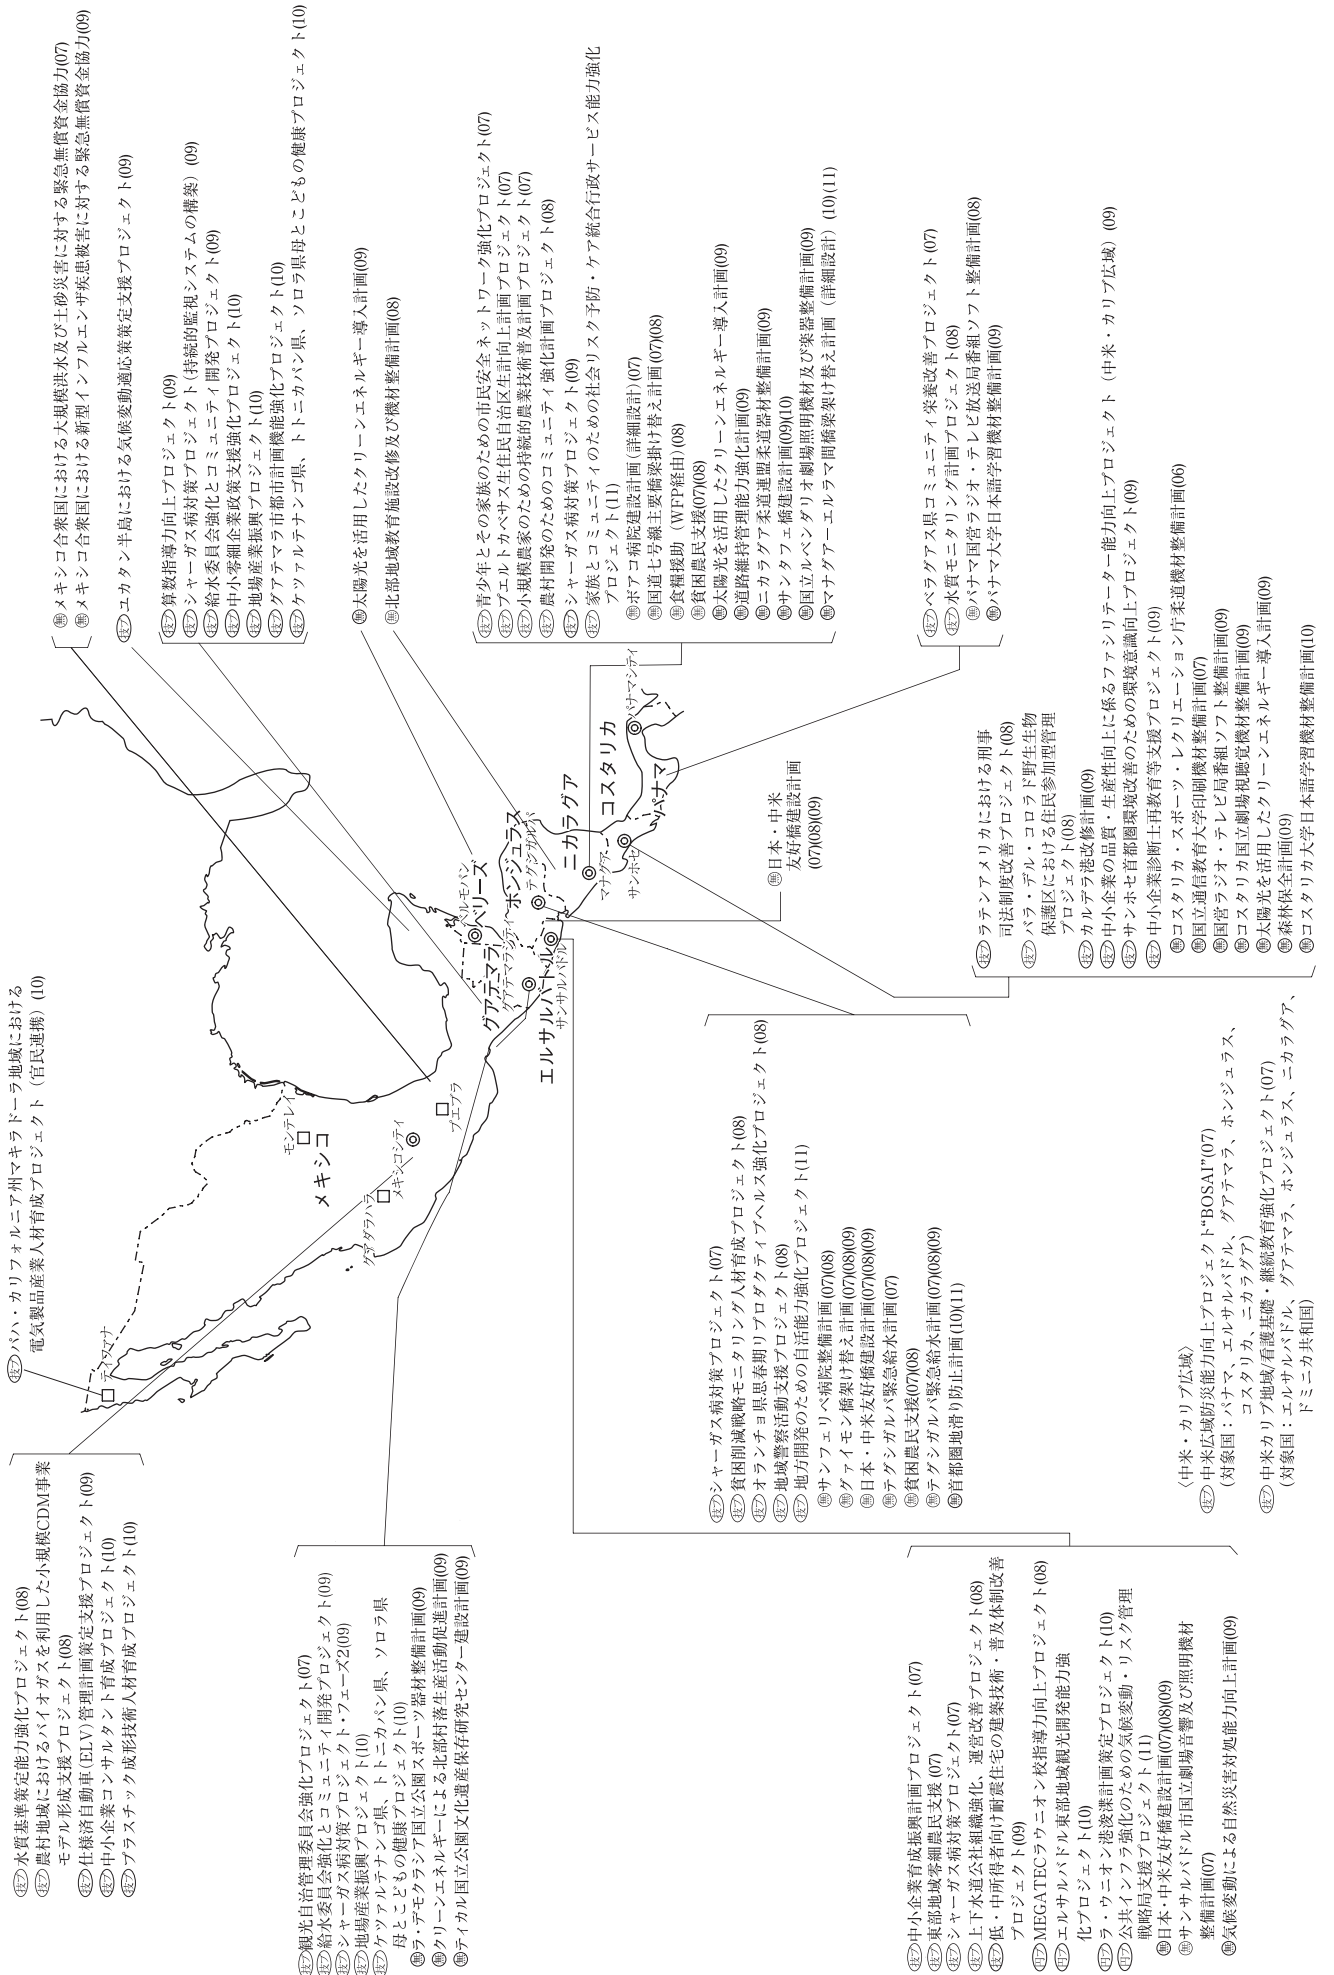 技プ水質基準策定能力強化プロジェクト(08)
技プ農村地域におけるバイオガスを利用した小規模CDM事業
モデル形成支援プロジェクト(08)
技プ仕様済自動車(ELV)管理計画策定支援プロジェクト(09)
技プ中小企業コンサルタント育成プロジェクト(10)
技ププラスチック成形技術人材育成プロジェクト(10)
技プバハ・カリフォルニア州マキラドーラ地域における
電気製品産業人材育成プロジェクト（官民連携）(10)
無メキシコ合衆国における大規模洪水及び土砂災害に対する緊急無償資金協力(07)
無メキシコ合衆国における新型インフルエンザ疾患被害に対する緊急無償資金協力(09)
技プユカタン半島における気候変動適応策策定支援プロジェクト(09)
技プ算数指導力向上プロジェクト(09)
技プシャーガス病対策プロジェクト（持続的監視システムの構築）(09)
技プ給水委員会強化とコミュニティ開発プロジェクト(09)
技プ中小零細企業政策支援強化プロジェクト(10)
技プ地場産業振興プロジェクト(10)
技プグアテマラ市都市計画機能強化プロジェクト(10)
技プケツァルテナンゴ県、トトニカパン県、ソロラ県母とこどもの健康プロジェクト(10)
無太陽光を活用したクリーンエネルギー導入計画(09)
無北部地域教育施設改修及び機材整備計画(08)
技プ青少年とその家族のための市民安全ネットワーク強化プロジェクト(07)
技ププエルトカベサス生住民自治区生計向上計画プロジェクト(07)
技プ小規模農家のための持続的農業技術普及計画プロジェクト(07)
技プ農村開発のためのコミュニティ強化計画プロジェクト(08)
技プシャーガス病対策プロジェクト(09)
技プ家族とコミュニティのための社会リスク予防・ケア統合行政サービス能力強化
プロジェクト(11)
無ボアコ病院建設計画(詳細設計)(07)
無国道七号線主要橋梁掛け替え計画(07)(08)
無食糧援助（WFP経由）(08)
無貧困農民支援(07)(08)
無太陽光を活用したクリーンエネルギー導入計画(09)
無道路維持管理能力強化計画(09)
無ニカラグア柔道連盟柔道器材整備計画(09)
無サンタフェ橋建設計画(09)(10)
無国立ルベンダリオ劇場照明機材及び楽器整備計画(09)
無マナグアーエルラマ間橋梁架け替え計画（詳細設計）(10)(11)
技プベラグアス県コミュニティ栄養改善プロジェクト(07)
技プ水質モニタリング計画プロジェクト(08)
無パナマ国営ラジオ・テレビ放送局番組ソフト整備計画(08)
無パナマ大学日本語学習機材整備計画(09)
ティファナ
モンテレイ
メキシコ
グアダラハラ
メキシコシティ
プエブラ
グアテマラ
グアテマラシティ
ベルモパン
ベリーズ
ホンジュラス
テグシガルパ
エルサルバドル
サンサルバドル
ニカラグア
マナグア
コスタリカ
サンホセ
パナマ
パナマシティ
無日本・中米
友好橋建設計画
(07)(08)(09)
技プラテンアメリカにおける刑事
司法制度改善プロジェクト(08)
技プバラ・デル・コロラド野生生物
保護区における住民参加型管理
プロジェクト(08)
技プカルデラ港改修計画(09)
技プ中小企業の品質・生産性向上に係るファシリテーター能力向上プロジェクト（中米・カリブ広域）(09)
技プサンホセ首都圏環境改善のための環境意識向上プロジェクト(09)
技プ中小企業診断士再教育等支援プロジェクト(09)
無コスタリカ・スポーツ・レクリエーション庁柔道機材整備計画(06)
無国立通信教育大学印刷機材整備計画(07)
無国営ラジオ・テレビ局番組ソフト整備計画(09)
無コスタリカ国立劇場視聴覚機材整備計画(09)
無太陽光を活用したクリーンエネルギー導入計画(09)
無森林保全計画(09)
無コスタリカ大学日本語学習機材整備計画(10)
技プ観光自治管理委員会強化プロジェクト(07)
技プ給水委員会強化とコミュニティ開発プロジェクト(09)
技プシャーガス病対策プロジェクト・フェーズ2(09)
技プ地場産業振興プロジェクト(10)
技プケツァルテナンゴ県、トトニカパン県、ソロラ県
母とこどもの健康プロジェクト(10)
無ラ・デモクラシア国立公園スポーツ器材整備計画(09)
無クリーンエネルギーによる北部村落生産活動促進計画(09)
無ティカル国立公園文化遺産保存研究センター建設計画(09)
技プシャーガス病対策プロジェクト(07)
技プ貧困削減戦略モニタリング人材育成プロジェクト(08)
技プオランチョ県思春期リプロダクティブヘルス強化プロジェクト(08)
技プ地域警察活動支援プロジェクト(08)
技プ地方開発のための自活能力強化プロジェクト(11)
無サンフェリペ病院整備計画(07)(08)
無グァイモン橋架け替え計画(07)(08)(09)
無日本・中米友好橋建設計画(07)(08)(09)
無テグシガルパ緊急給水計画(07)
無貧困農民支援(07)(08)
無テグシガルパ緊急給水計画(07)(08)(09)
無首都圏地滑り防止計画(10)(11)
技プ中小企業育成振興計画プロジェクト(07)
技プ東部地域零細農民支援(07)
技プシャーガス病対策プロジェクト(07)
技プ上下水道公社組織強化、運営改善プロジェクト(08)
技プ低・中所得者向け耐震住宅の建築技術・普及体制改善
プロジェクト(09)
円プMEGATECラウニオン校指導力向上プロジェクト(08)
円プエルサルバドル東部地域観光開発能力強
化プロジェクト(10)
円プラ・ウニオン港浚渫計画策定プロジェクト(10)
円プ公共インフラ強化のための気候変動・リスク管理
戦略局支援プロジェクト(11)
無日本・中米友好橋建設計画(07)(08)(09)
無サンサルバドル市国立劇場音響及び照明機材
整備計画(07)
無気候変動による自然災害対処能力向上計画(09)
〈中米・カリブ広域〉
技プ中米広域防災能力向上プロジェクト“BOSAI”(07)
(対象国：パナマ、エルサルバドル、グアテマラ、ホンジュラス、
コスタリカ、ニカラグア)
技プ中米カリブ地域/看護基礎・継続教育強化プロジェクト(07)
(対象国：エルサルバドル、グアテマラ、ホンジュラス、ニカラグア、
ドミニカ共和国)